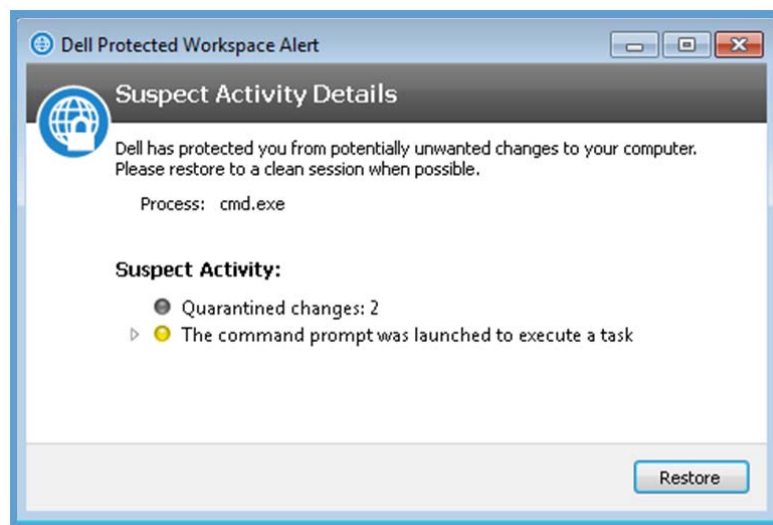 Dell Protected Workspace Alert
Suspect Activity Details
Dell has protected you from potentially unwanted changes to your computer.
Please restore to a clean session when possible.
Process: cmd.exe
Suspect Activity:
Quarantined changes: 2
The command prompt was launched to execute a task
Restore